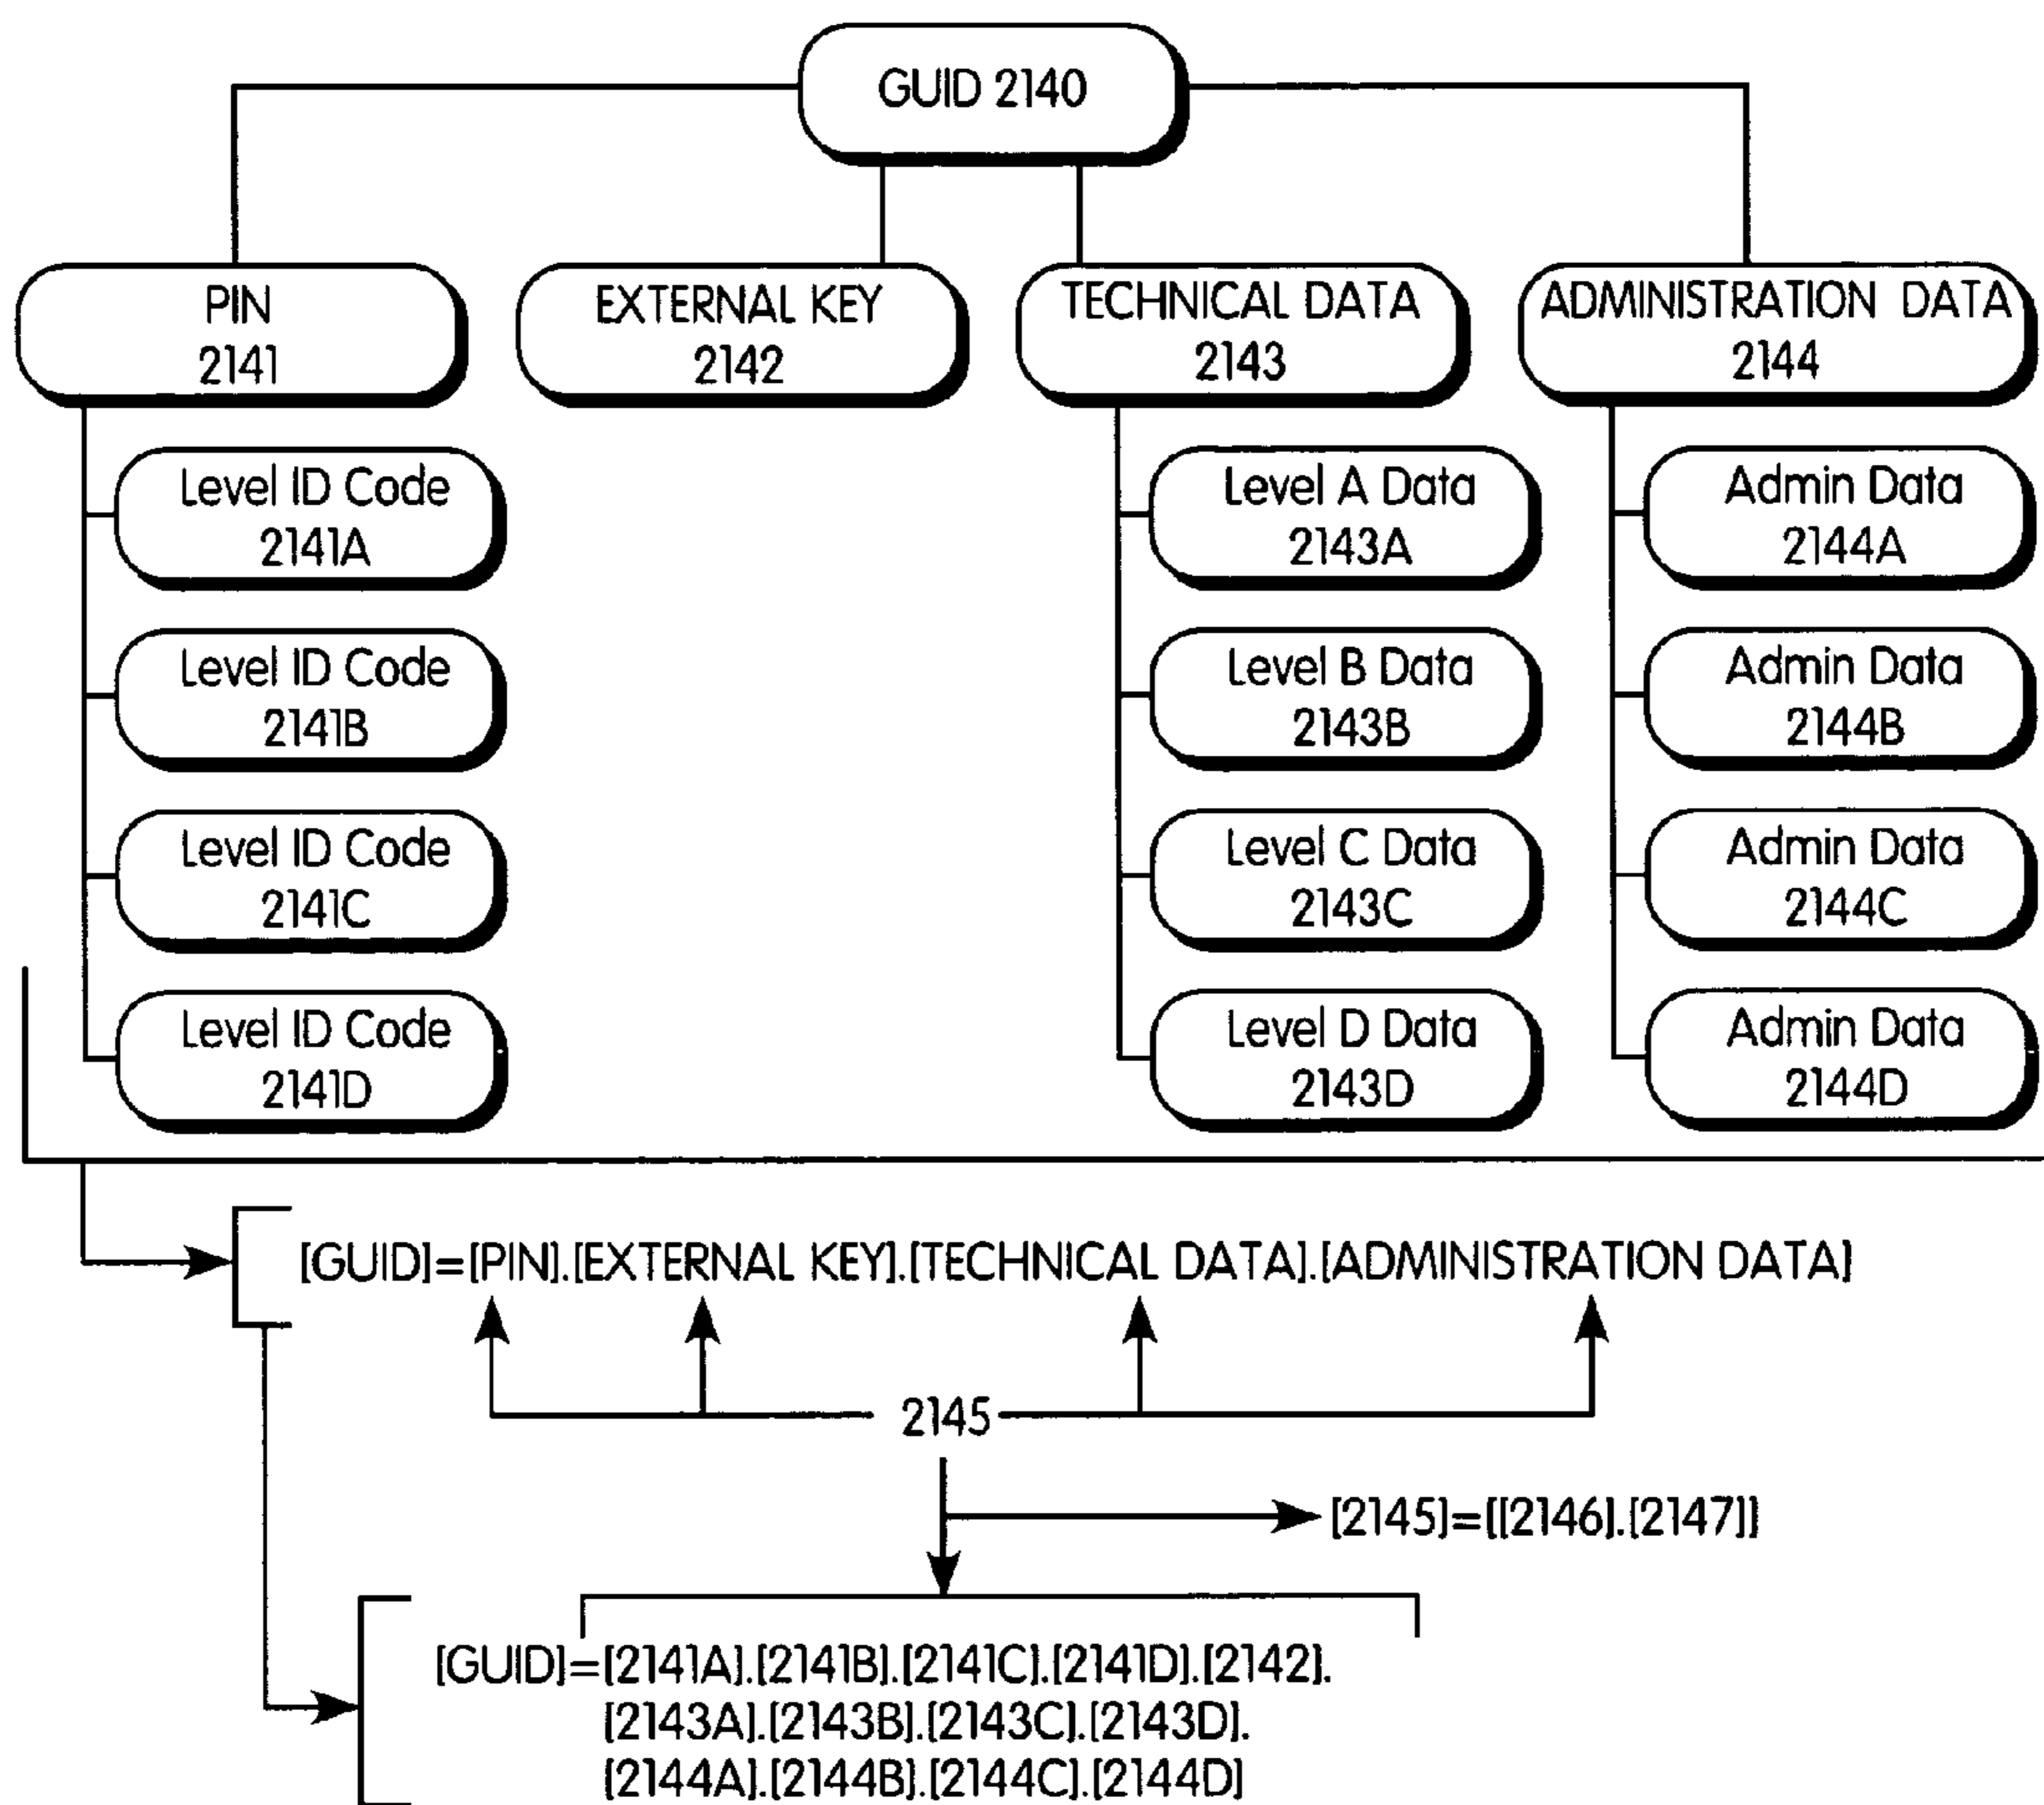 GUID 2140
PIN
2141
EXTERNAL KEY
2142
TECHNICAL DATA
2143
ADMINISTRATION DATA
2144
Level ID Code
2141A
Level A Data
2143A
Admin Data
2144A
Level ID Code
2141B
Level B Data
2143B
Admin Data
2144B
Level ID Code
2141C
Level C Data
2143C
Admin Data
2144C
Level ID Code
2141D
Level D Data
2143D
Admin Data
2144D
[GUID]=[PIN].[EXTERNAL KEY].[TECHNICAL DATA].[ADMINISTRATION DATA]
2145
[2145]=[[2146].[2147]]
[GUID]=[2141A].[2141B].[2141C].[2141D].[2142].
[2143A].[2143B].[2143C].[2143D].
[2144A].[2144B].[2144C].[2144D]